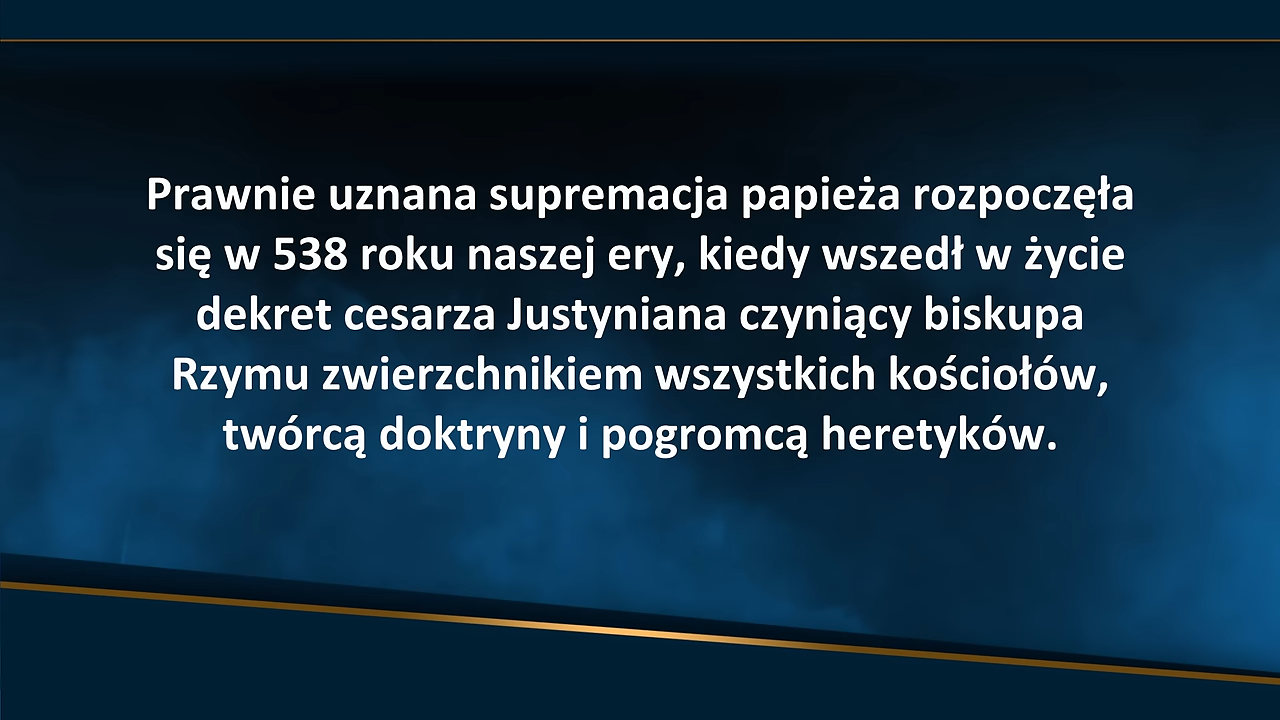 Prawnie uznana supremacja papieża rozpoczęła
się w 538 roku naszej ery, kiedy wszedł w życie
dekret cesarza Justyniana czyniący biskupa
Rzymu zwierzchnikiem wszystkich kościołów,
twórcą doktryny i pogromcą heretyków.